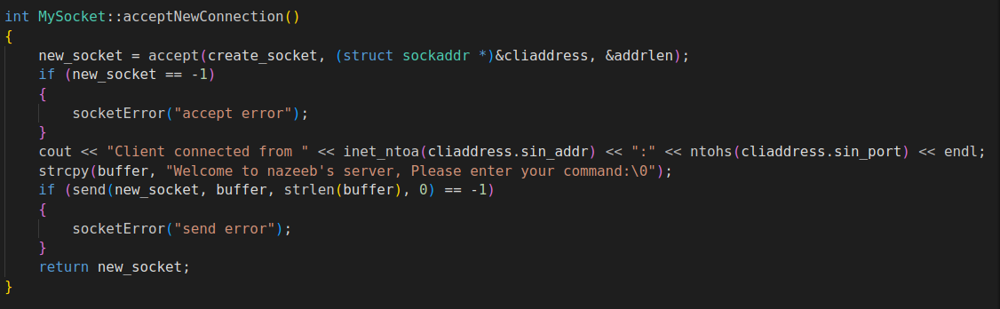 int MySocket::acceptNewConnection()
{
    new_socket = accept(create_socket, (struct sockaddr *)&cliaddress, &addrlen);
    if (new_socket == -1)
    {
        socketError("accept error");
    }
    cout << "Client connected from " << inet_ntoa(cliaddress.sin_addr) << ":" << ntohs(cliaddress.sin_port) << endl;
    strcpy(buffer, "Welcome to nazeeb's server, Please enter your command:\0");
    if (send(new_socket, buffer, strlen(buffer), 0) == -1)
    {
        socketError("send error");
    }
    return new_socket;
}